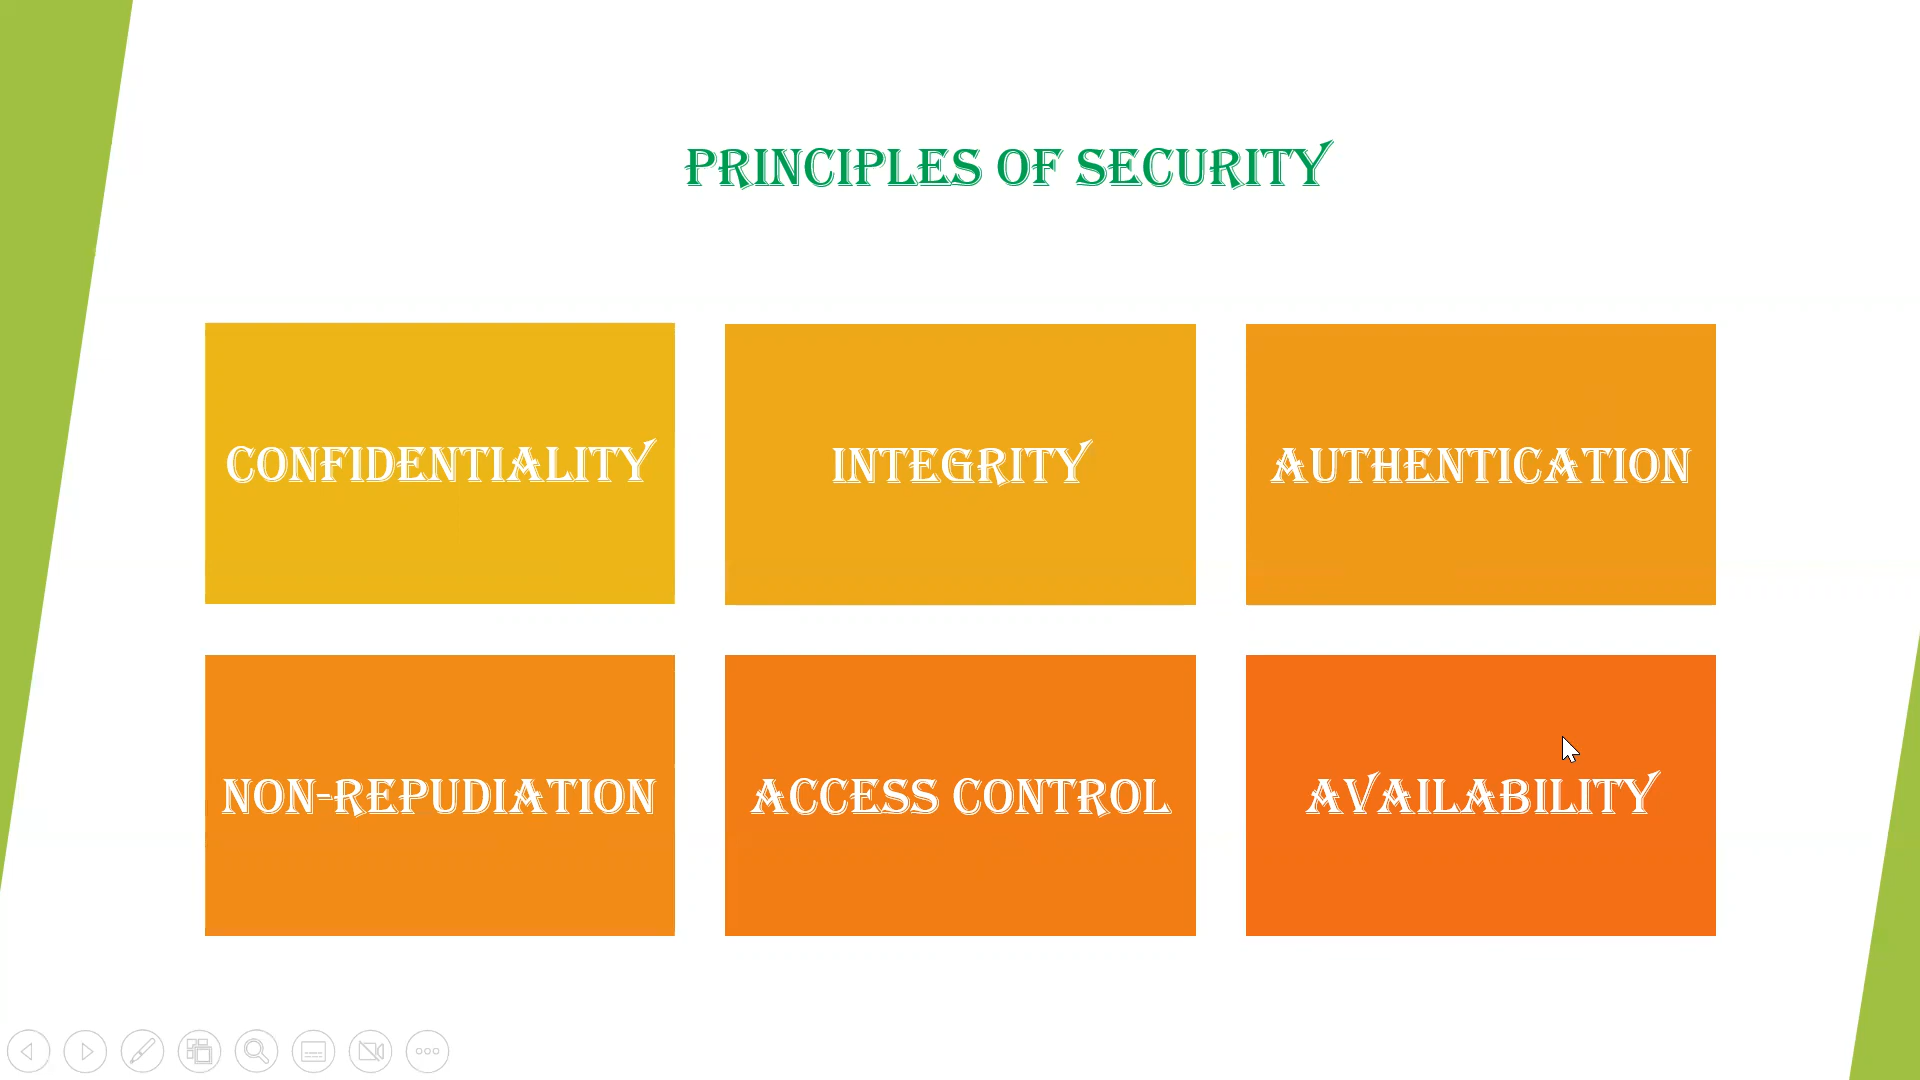 PRINCIPLES OF SECURITY
CONFIDENTIALITY
INTEGRITY
AUTHENTICATION
NON-REPUDIATION
ACCESS CONTROL
AVAILABILITY